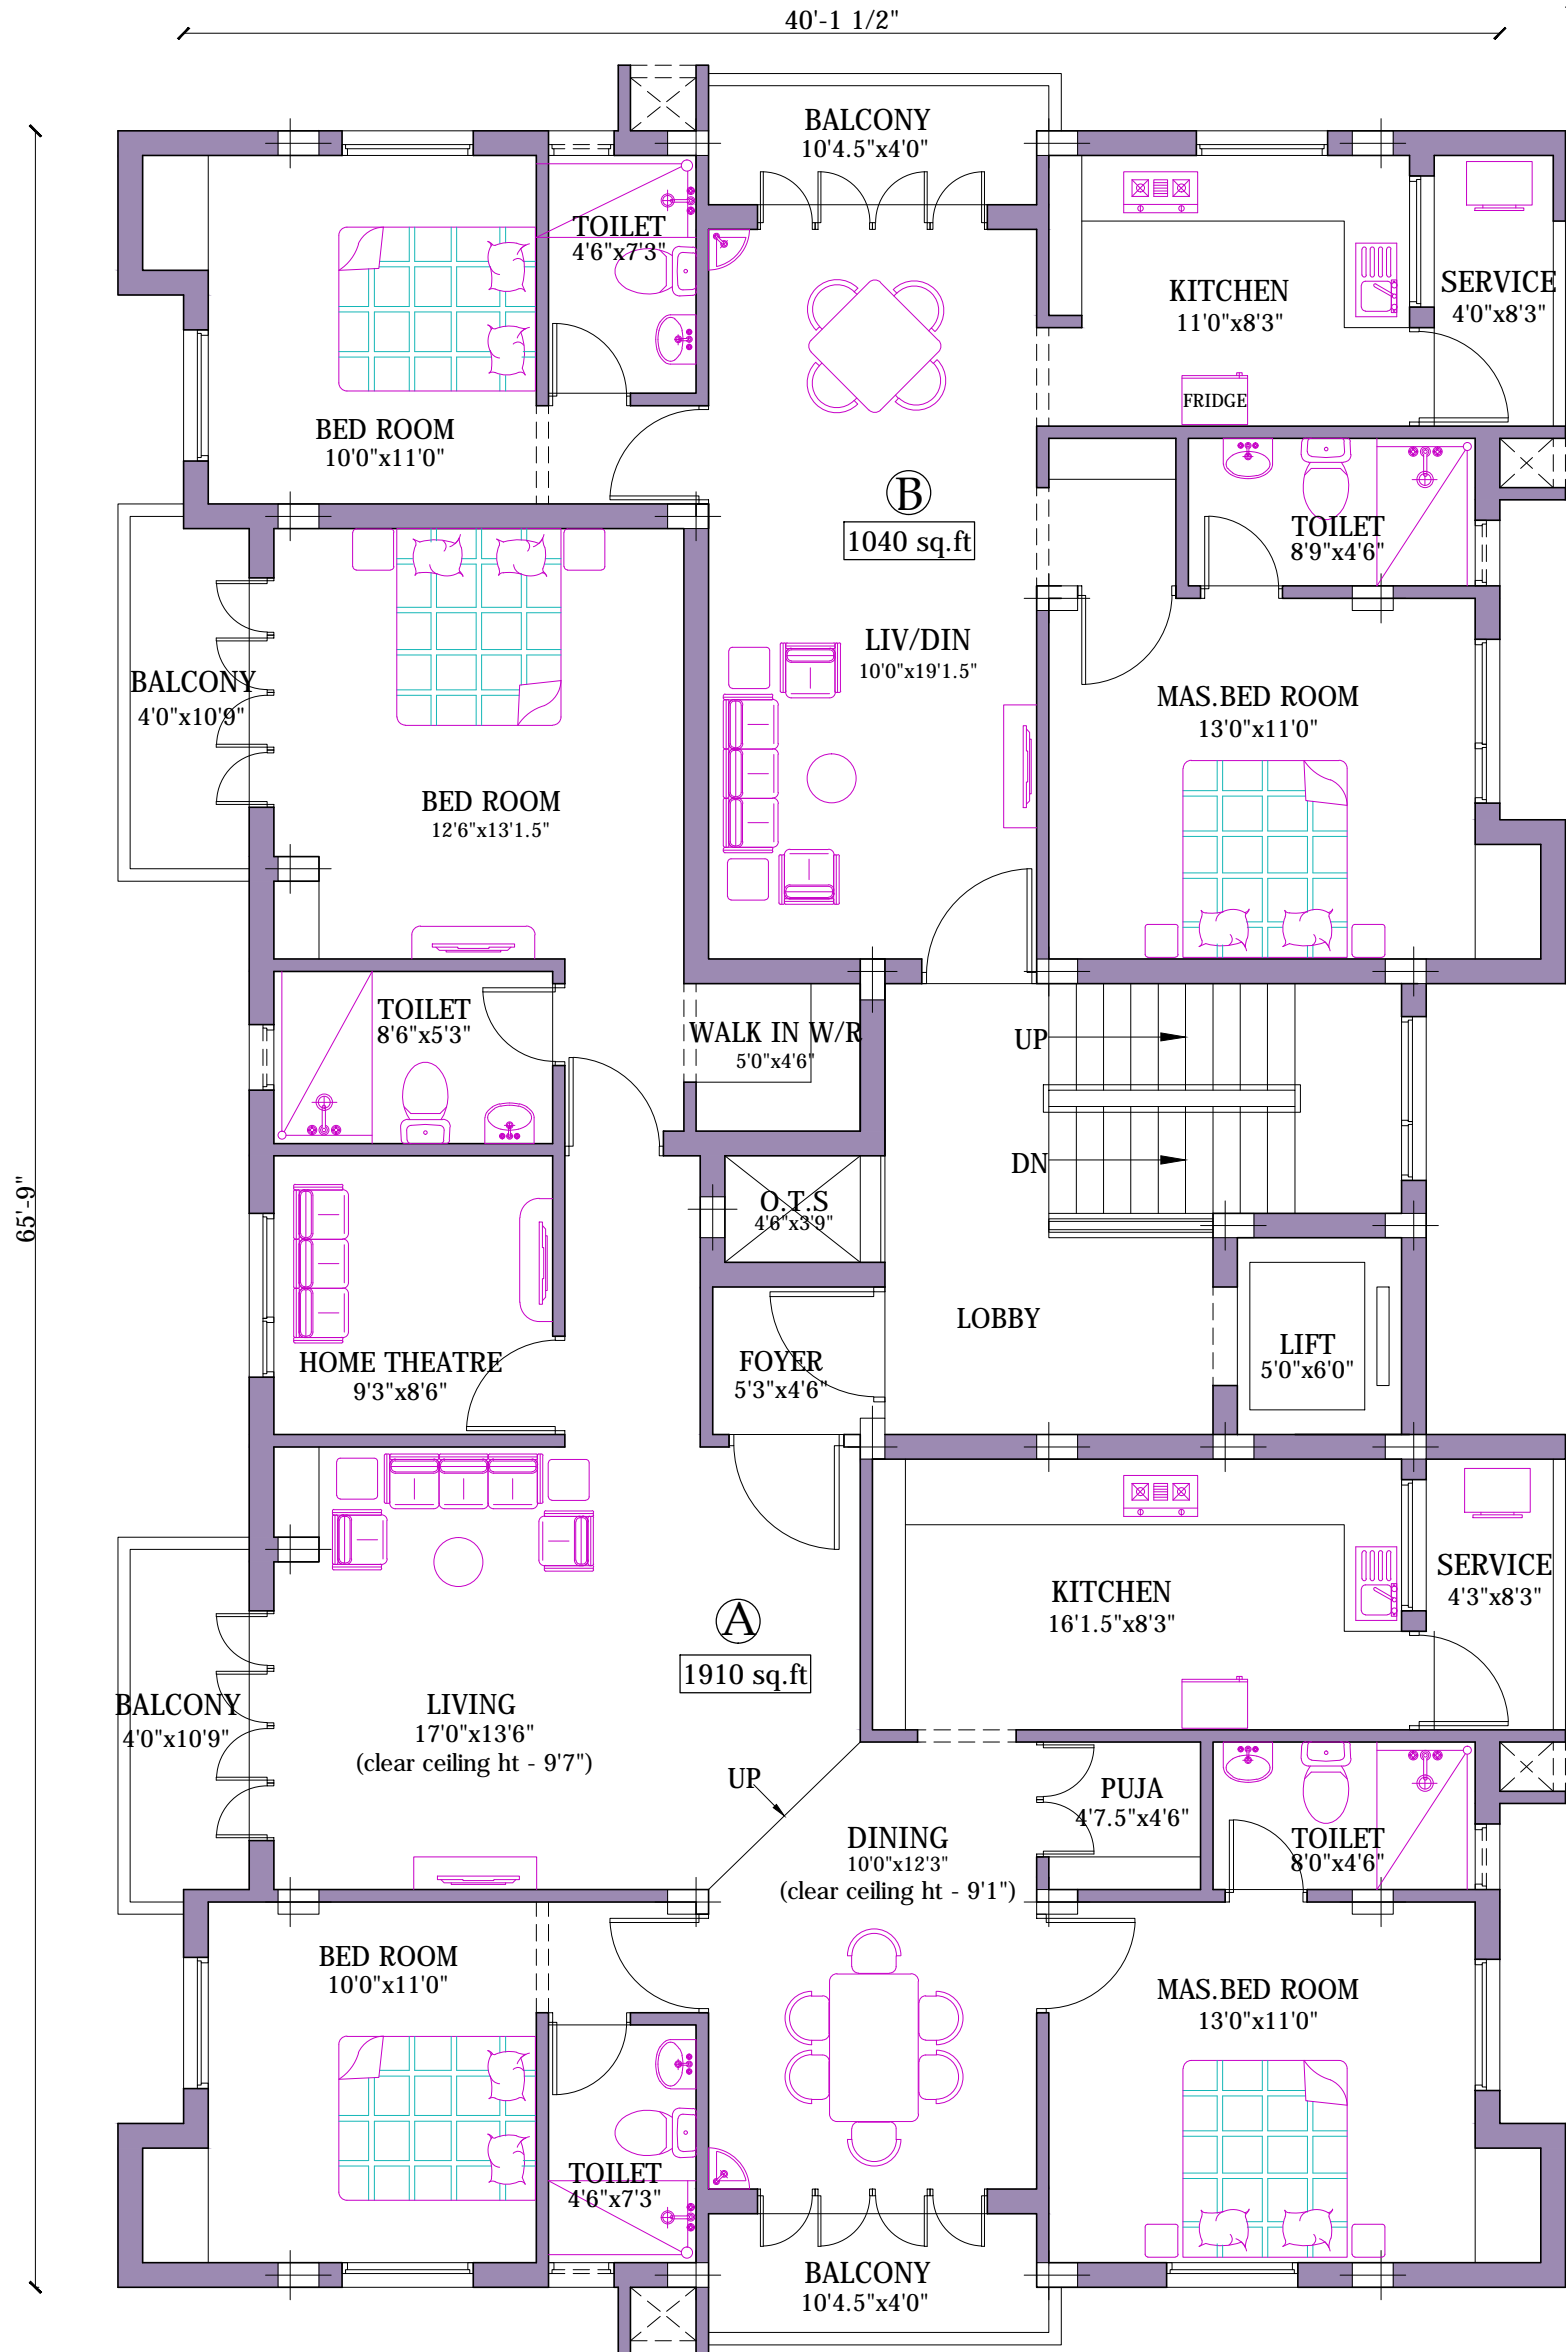 40'-1 1/2"
BALCONY
10'4.5"x4'0"
TOILET
4'6"x7'3"
KITCHEN
11'0"x8'3"
SERVICE
4'0"x8'3"
FRIDGE
BED ROOM
10'0"x11'0"
B
1040 sq.ft
TOILET
8'9"x4'6"
LIV/DIN
10'0"x19'1.5"
BALCONY
4'0"x10'9"
MAS.BED ROOM
13'0"x11'0"
BED ROOM
12'6"x13'1.5"
TOILET
8'6"x5'3"
WALK IN W/R
5'0"x4'6"
UP
DN
65'-9"
O.T.S
4'6"x3'9"
LOBBY
HOME THEATRE
9'3"x8'6"
FOYER
5'3"x4'6"
LIFT
5'0"x6'0"
KITCHEN
16'1.5"x8'3"
SERVICE
4'3"x8'3"
A
1910 sq.ft
BALCONY
4'0"x10'9"
LIVING
17'0"x13'6"
(clear ceiling ht - 9'7")
UP
PUJA
4'7.5"x4'6"
DINING
10'0"x12'3"
(clear ceiling ht - 9'1")
TOILET
8'0"x4'6"
BED ROOM
10'0"x11'0"
MAS.BED ROOM
13'0"x11'0"
TOILET
4'6"x7'3"
BALCONY
10'4.5"x4'0"